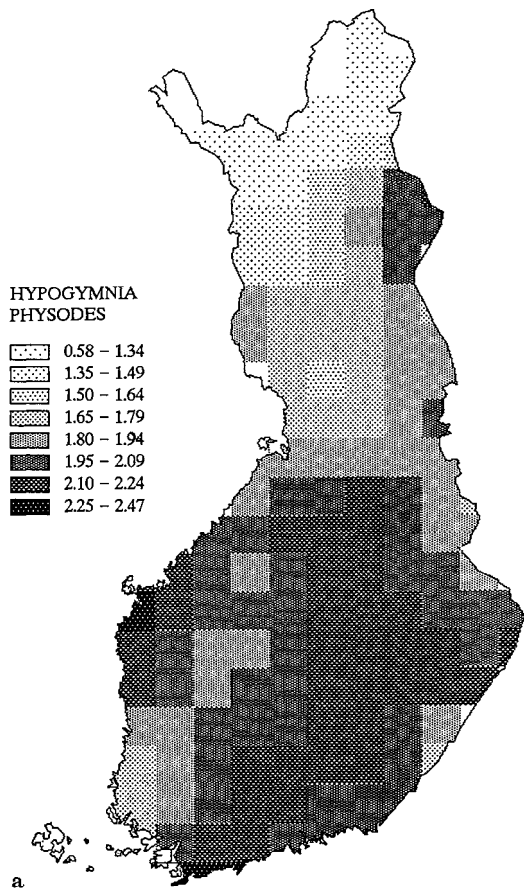 HYPOGYMNIA
PHYSODES
0.58 – 1.34
1.35 – 1.49
1.50 – 1.64
1.65 – 1.79
1.80 – 1.94
1.95 – 2.09
2.10 – 2.24
2.25 – 2.47
a